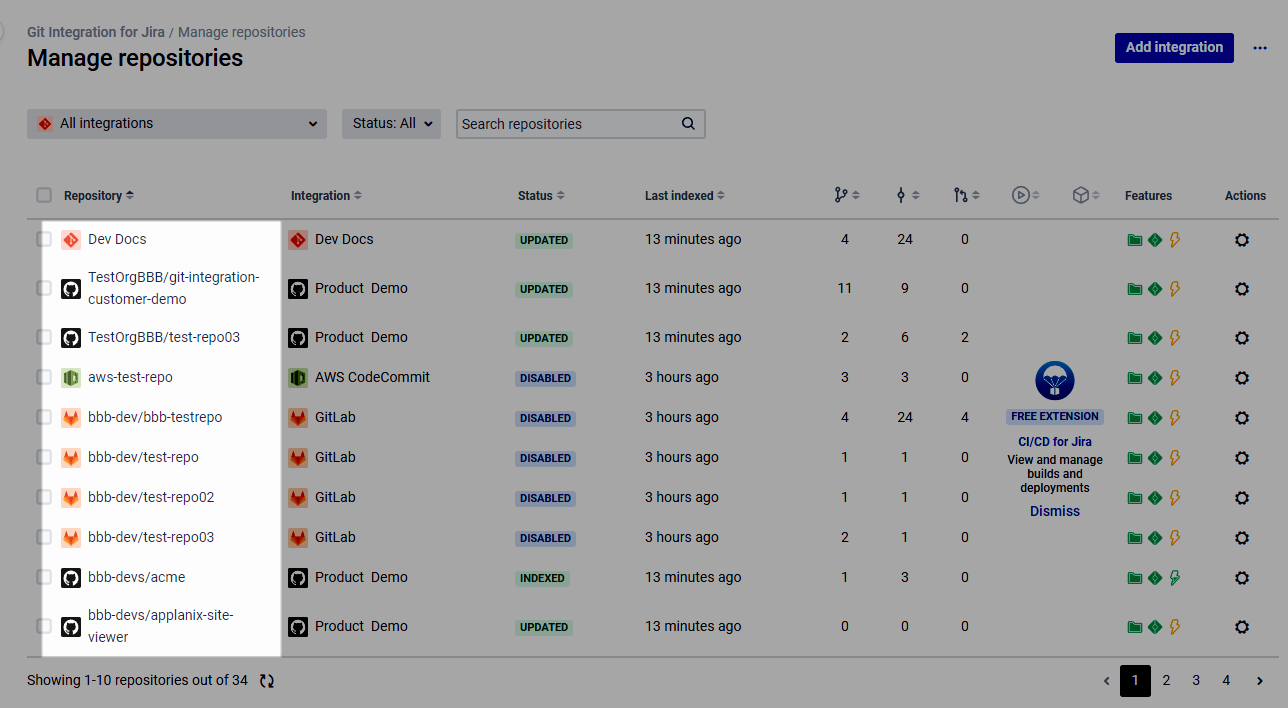 Git Integration for Jira / Manage repositories
Manage repositories
Add integration
All integrations
Status: All
Search repositories
Repository Integration Status Last indexed Features Actions
Dev Docs Dev Docs UPDATED 13 minutes ago 4 24 0
TestOrgBBB/git-integration-
customer-demo
Product Demo UPDATED 13 minutes ago 11 9 0
TestOrgBBB/test-repo03 Product Demo UPDATED 13 minutes ago 2 6 2
aws-test-repo AWS CodeCommit DISABLED 3 hours ago 3 3 0
bbb-dev/bbb-testrepo GitLab DISABLED 3 hours ago 4 24 4
bbb-dev/test-repo GitLab DISABLED 3 hours ago 1 1 0
bbb-dev/test-repo02 GitLab DISABLED 3 hours ago 1 1 0
bbb-dev/test-repo03 GitLab DISABLED 3 hours ago 2 1 0
bbb-devs/acme Product Demo INDEXED 13 minutes ago 1 3 0
bbb-devs/applanix-site-
viewer
Product Demo UPDATED 13 minutes ago 0 0 0
FREE EXTENSION
CI/CD for Jira
View and manage
builds and
deployments
Dismiss
Showing 1-10 repositories out of 34
1 2 3 4